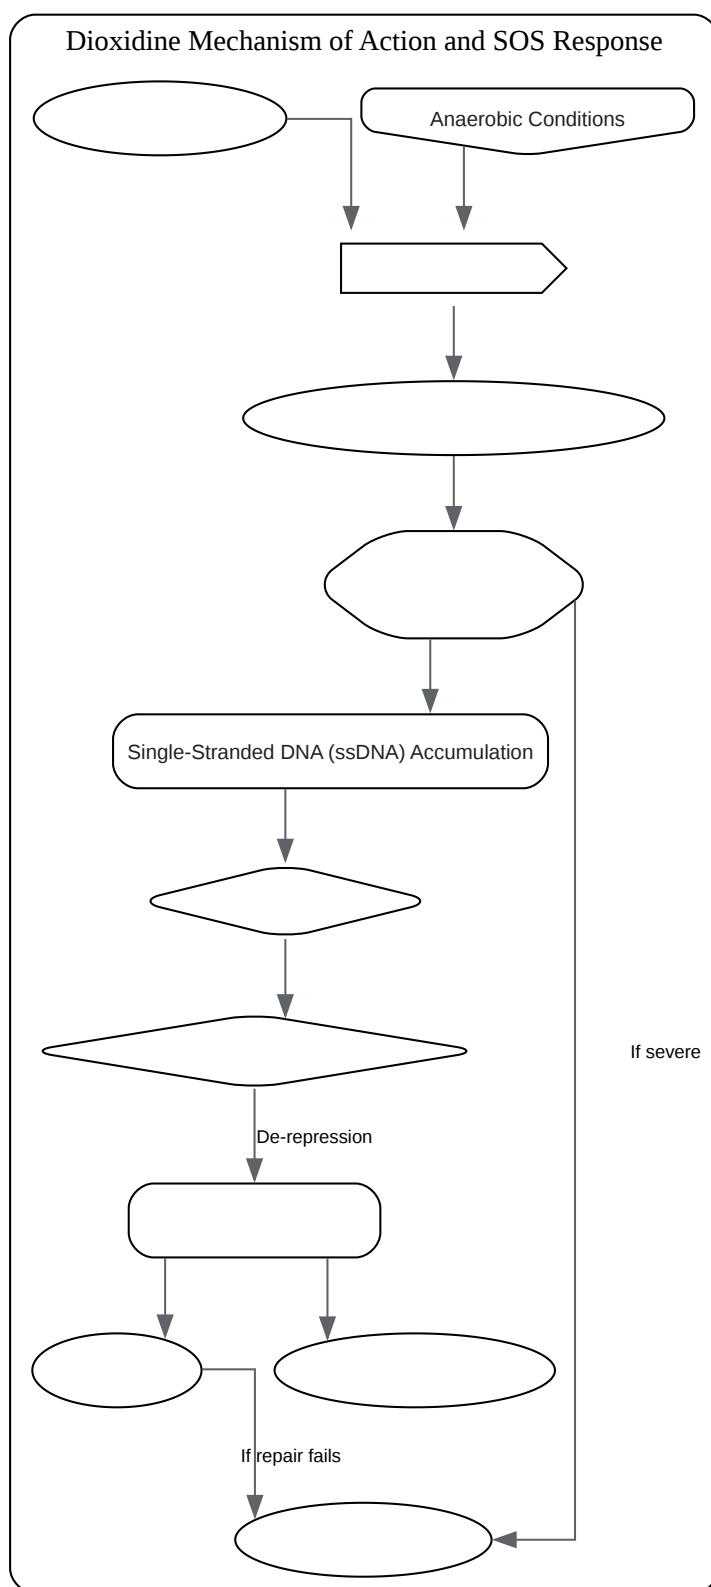 Dioxidine Mechanism of Action and SOS Response
Anaerobic Conditions
Single-Stranded DNA (ssDNA) Accumulation
If severe
De-repression
If repair fails